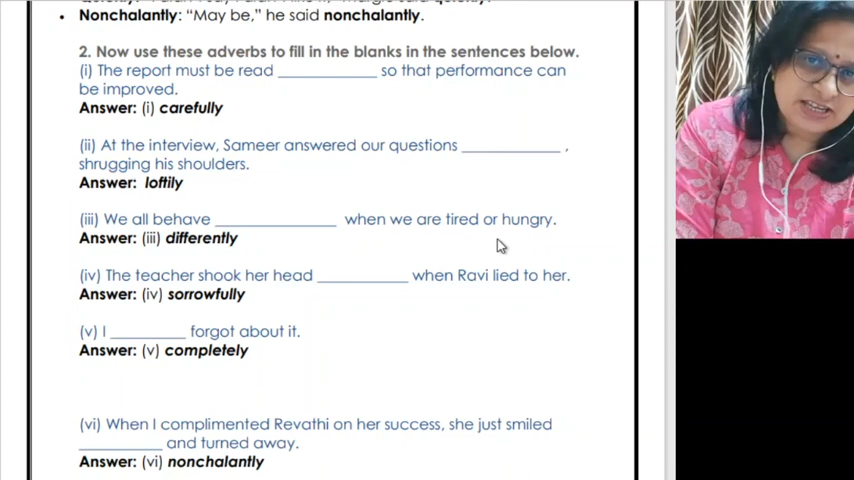 • Nonchalantly: “May be,” he said nonchalantly.
2. Now use these adverbs to fill in the blanks in the sentences below.
(i) The report must be read ____________ so that performance can
be improved.
Answer: (i) carefully
(ii) At the interview, Sameer answered our questions ____________ ,
shrugging his shoulders.
Answer: loftily
(iii) We all behave ______________ when we are tired or hungry.
Answer: (iii) differently
(iv) The teacher shook her head ___________ when Ravi lied to her.
Answer: (iv) sorrowfully
(v) I _________ forgot about it.
Answer: (v) completely
(vi) When I complimented Revathi on her success, she just smiled
__________ and turned away.
Answer: (vi) nonchalantly